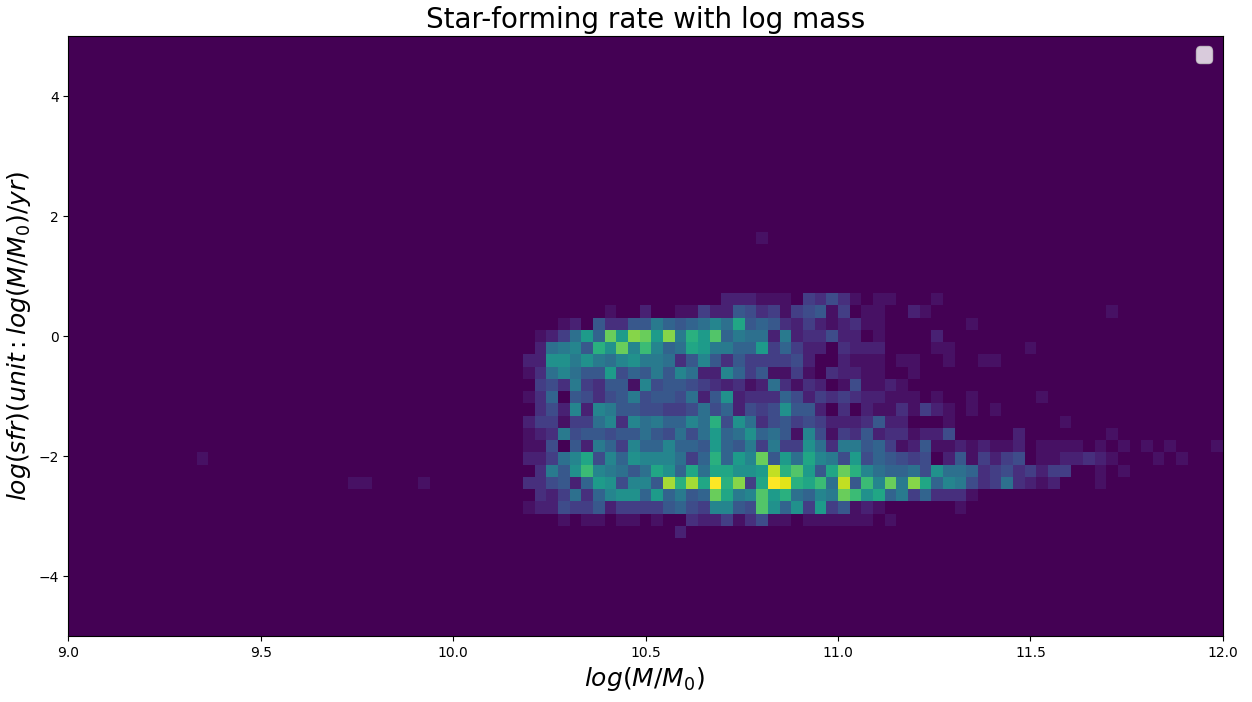 Star-forming rate with log mass
log(sfr)(unit: log(M/M₀)/yr)
4
2
0
−2
−4
9.0 9.5 10.0 10.5 11.0 11.5 12.0
log(M/M₀)